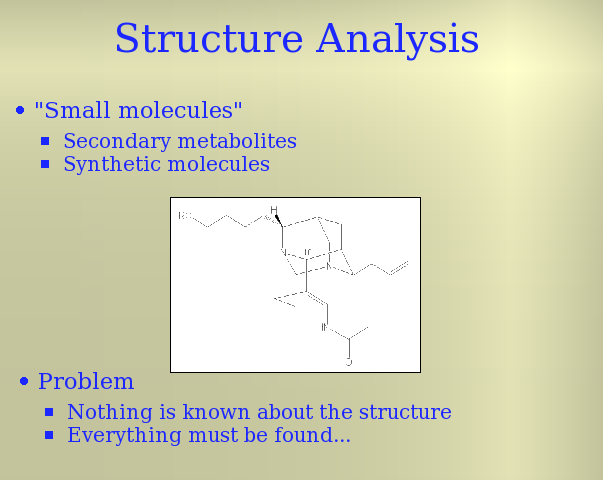 Structure Analysis
"Small molecules"
Secondary metabolites
Synthetic molecules
H
O
Problem
Nothing is known about the structure
Everything must be found...